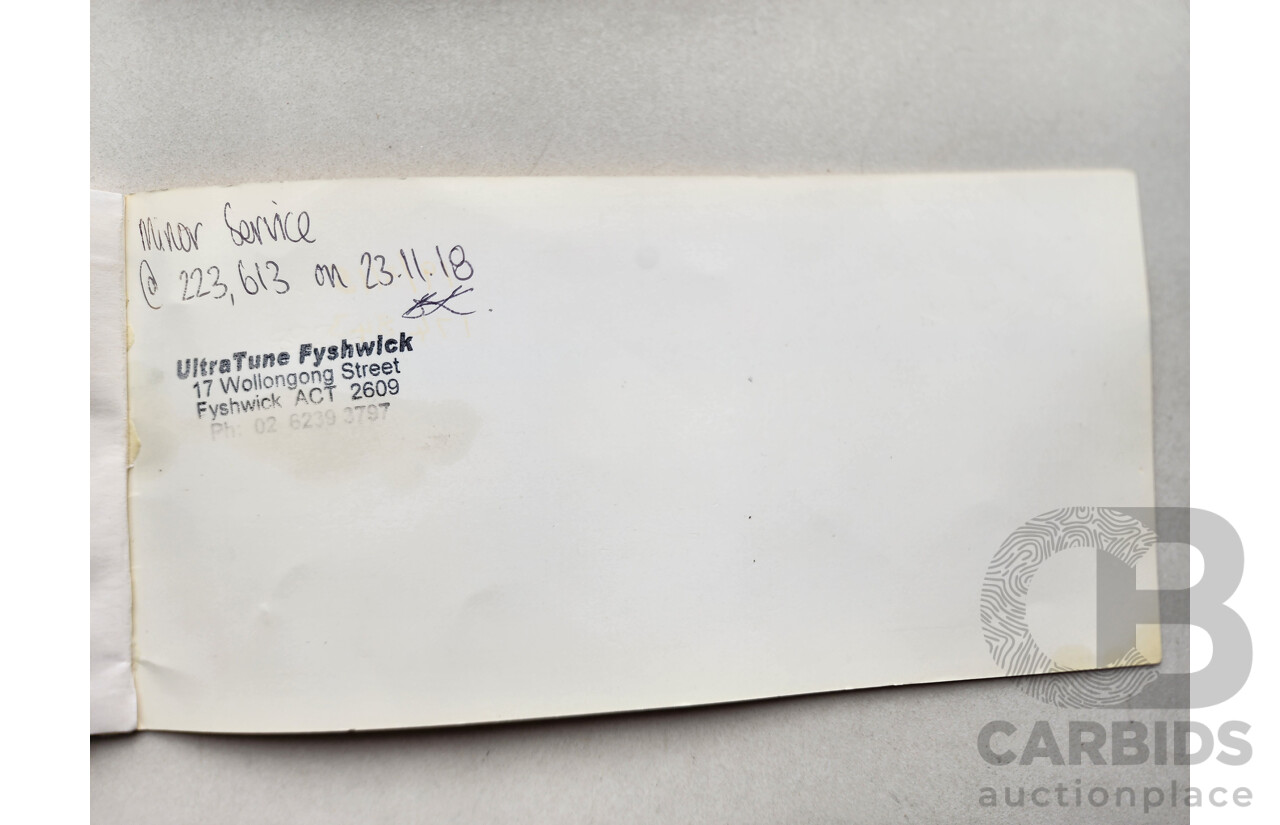 Minor Service
@ 223,613 on 23.11.18
UltraTune Fyshwick
17 Wollongong Street
Fyshwick ACT 2609
Ph: 02 6239 3797
CARBIDS
auctionplace